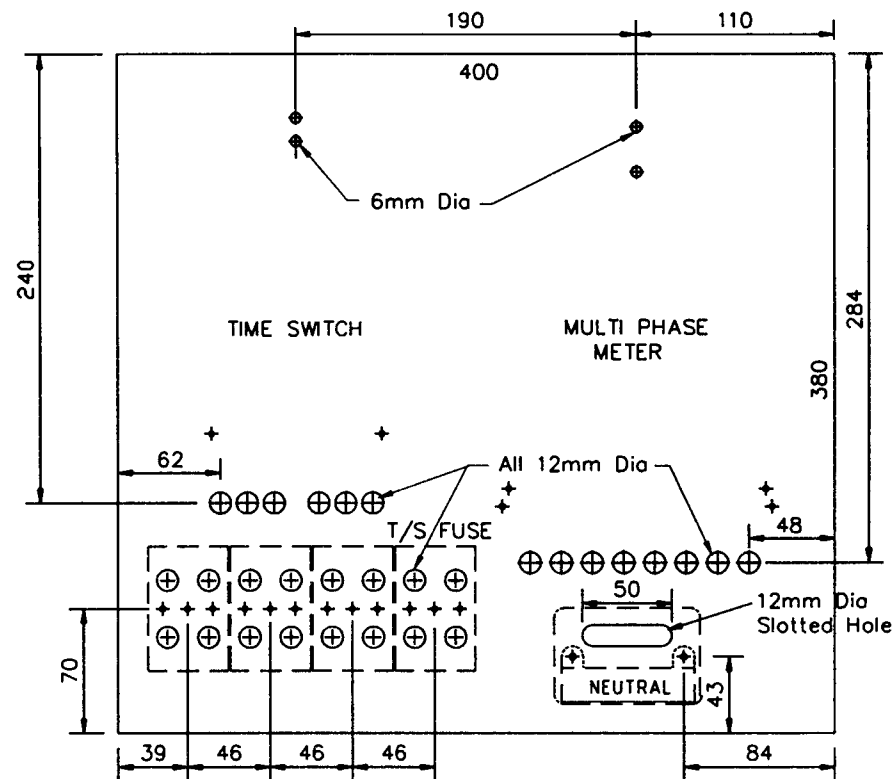 190
110
400
6mm Dia
240
284
TIME SWITCH
MULTI PHASE
METER
380
62
All 12mm Dia
48
T/S FUSE
50
12mm Dia
Slotted Hole
70
NEUTRAL
43
39
46
46
46
84